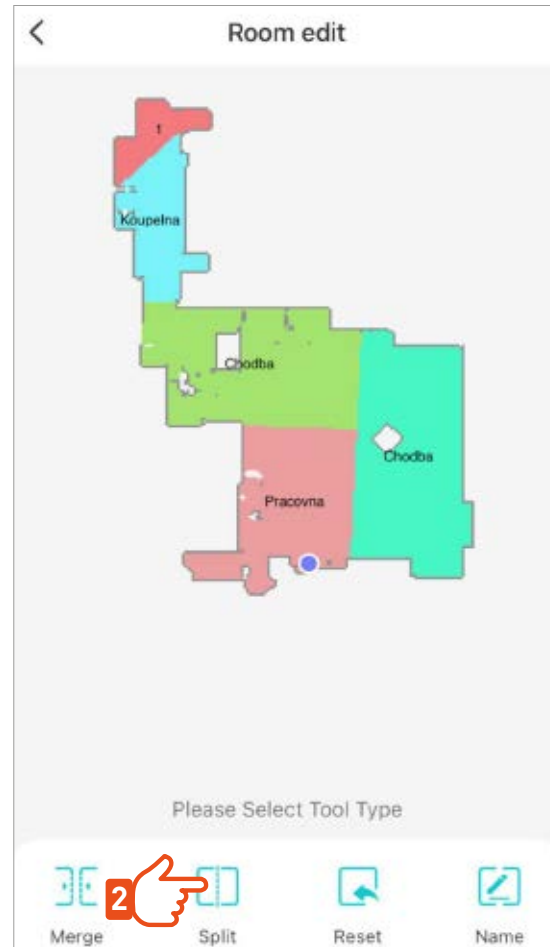 Room edit
1
Koupelna
Chodba
Chodba
Pracovna
Please Select Tool Type
2
Merge
Split
Reset
Name